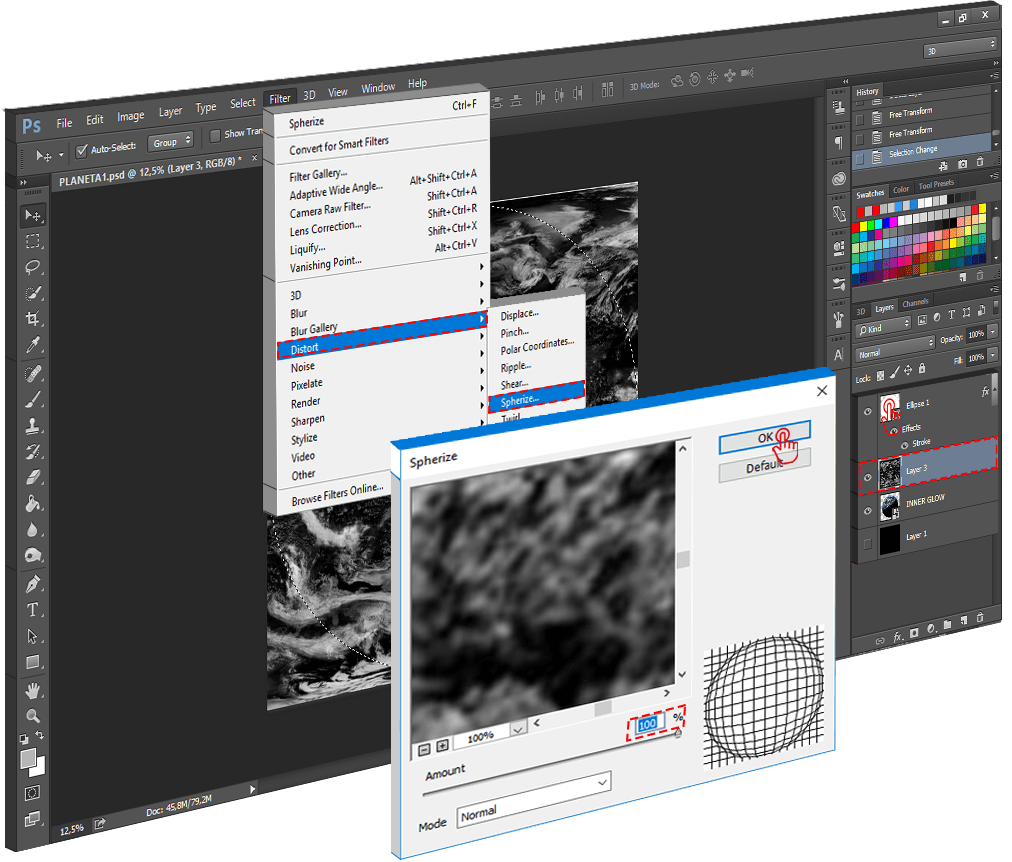 3D
Ps File Edit Image Layer Type Select Filter 3D View Window Help
Auto-Select: Group Show Tran
3D Mode:
PLANETA1.psd @ 12,5% (Layer 3, RGB/8) * ×
Spherize Ctrl+F
Convert for Smart Filters
Filter Gallery...
Adaptive Wide Angle... Alt+Shift+Ctrl+A
Camera Raw Filter... Shift+Ctrl+A
Lens Correction... Shift+Ctrl+R
Liquify... Shift+Ctrl+X
Vanishing Point... Alt+Ctrl+V
3D
Blur
Blur Gallery
Distort
Noise
Pixelate
Render
Sharpen
Stylize
Video
Other
Browse Filters Online...
Displace...
Pinch...
Polar Coordinates...
Ripple...
Shear...
Spherize...
Twirl
Spherize
OK
Default
100%
100 %
Amount
Mode Normal
History
Free Transform
Free Transform
Selection Change
Swatches Color Tool Presets
3D Layers Channels
Kind
Normal Opacity: 100%
Lock: Fill: 100%
Ellipse 1 fx
Effects
Stroke
Layer 3
INNER GLOW
Layer 1
fx
12,5% Doc: 45,8M/79,2M